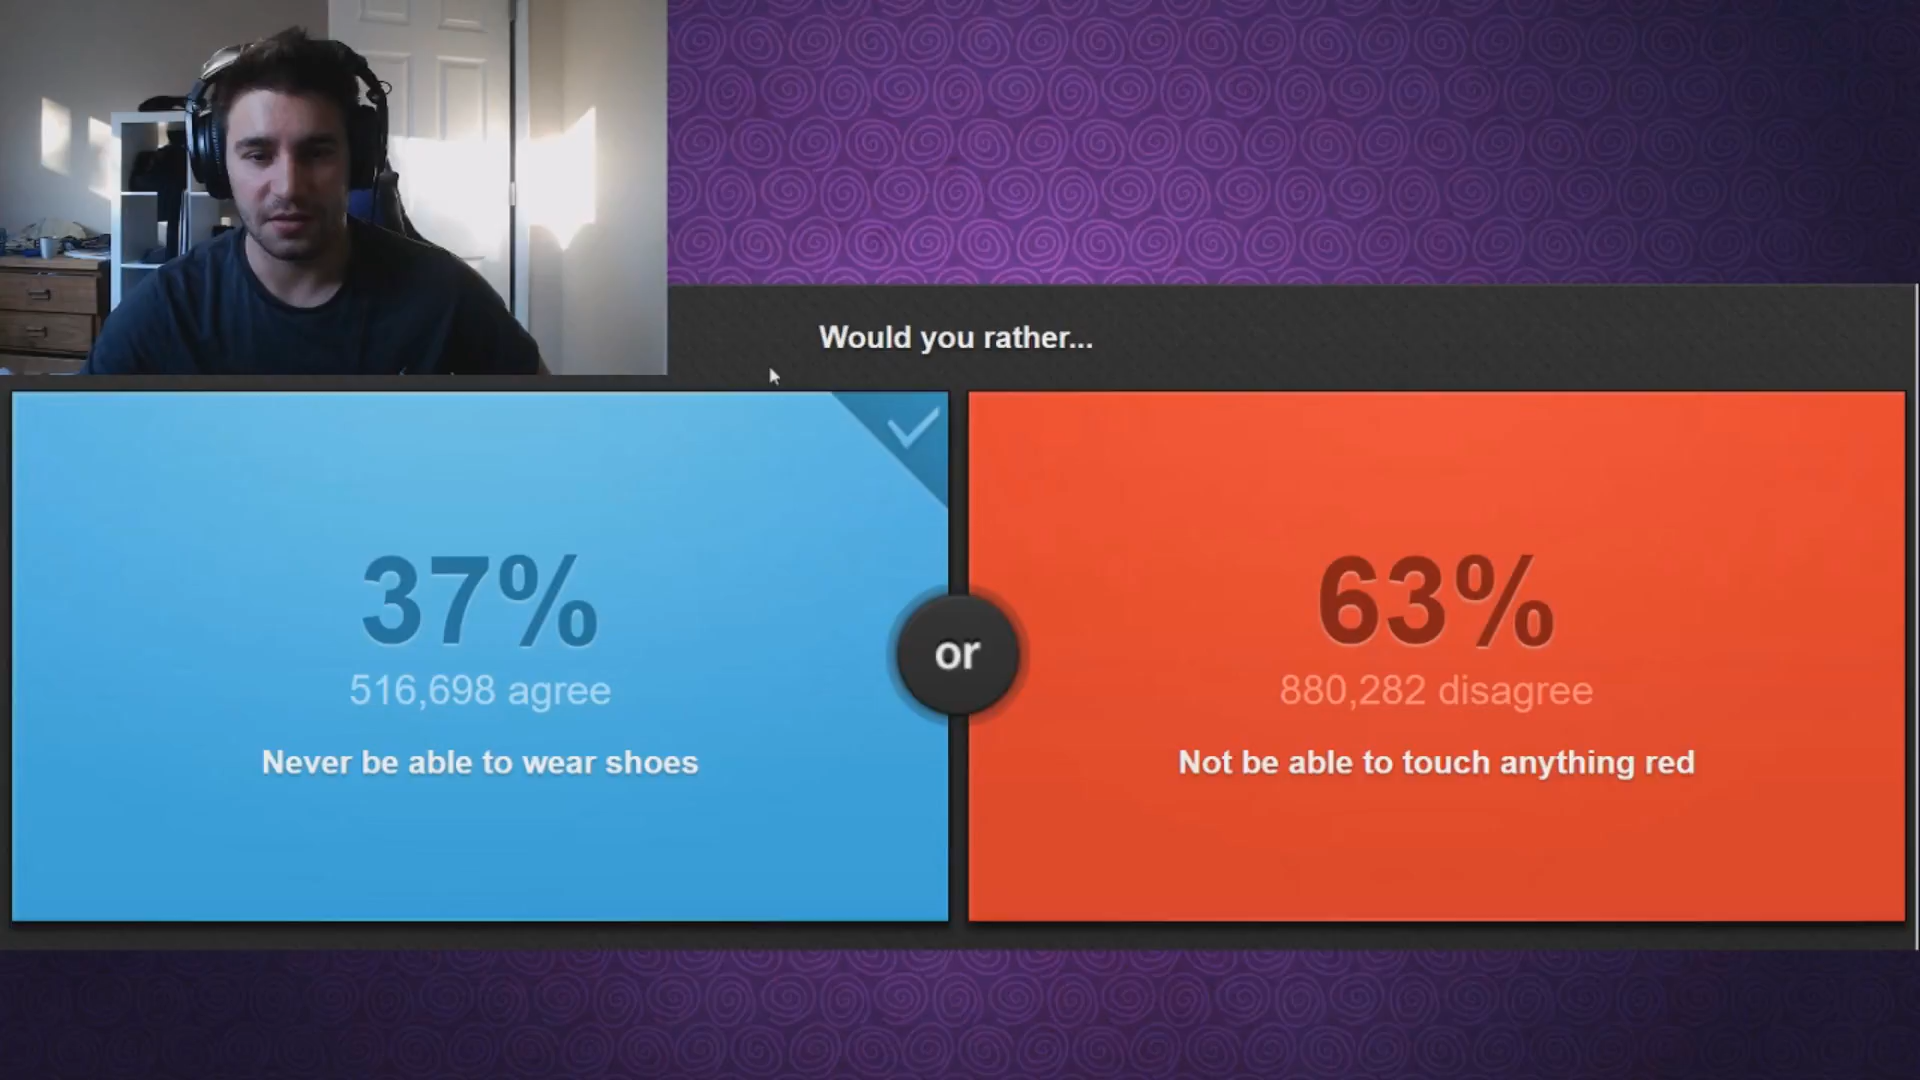 Would you rather...
37%
516,698 agree
Never be able to wear shoes
or
63%
880,282 disagree
Not be able to touch anything red